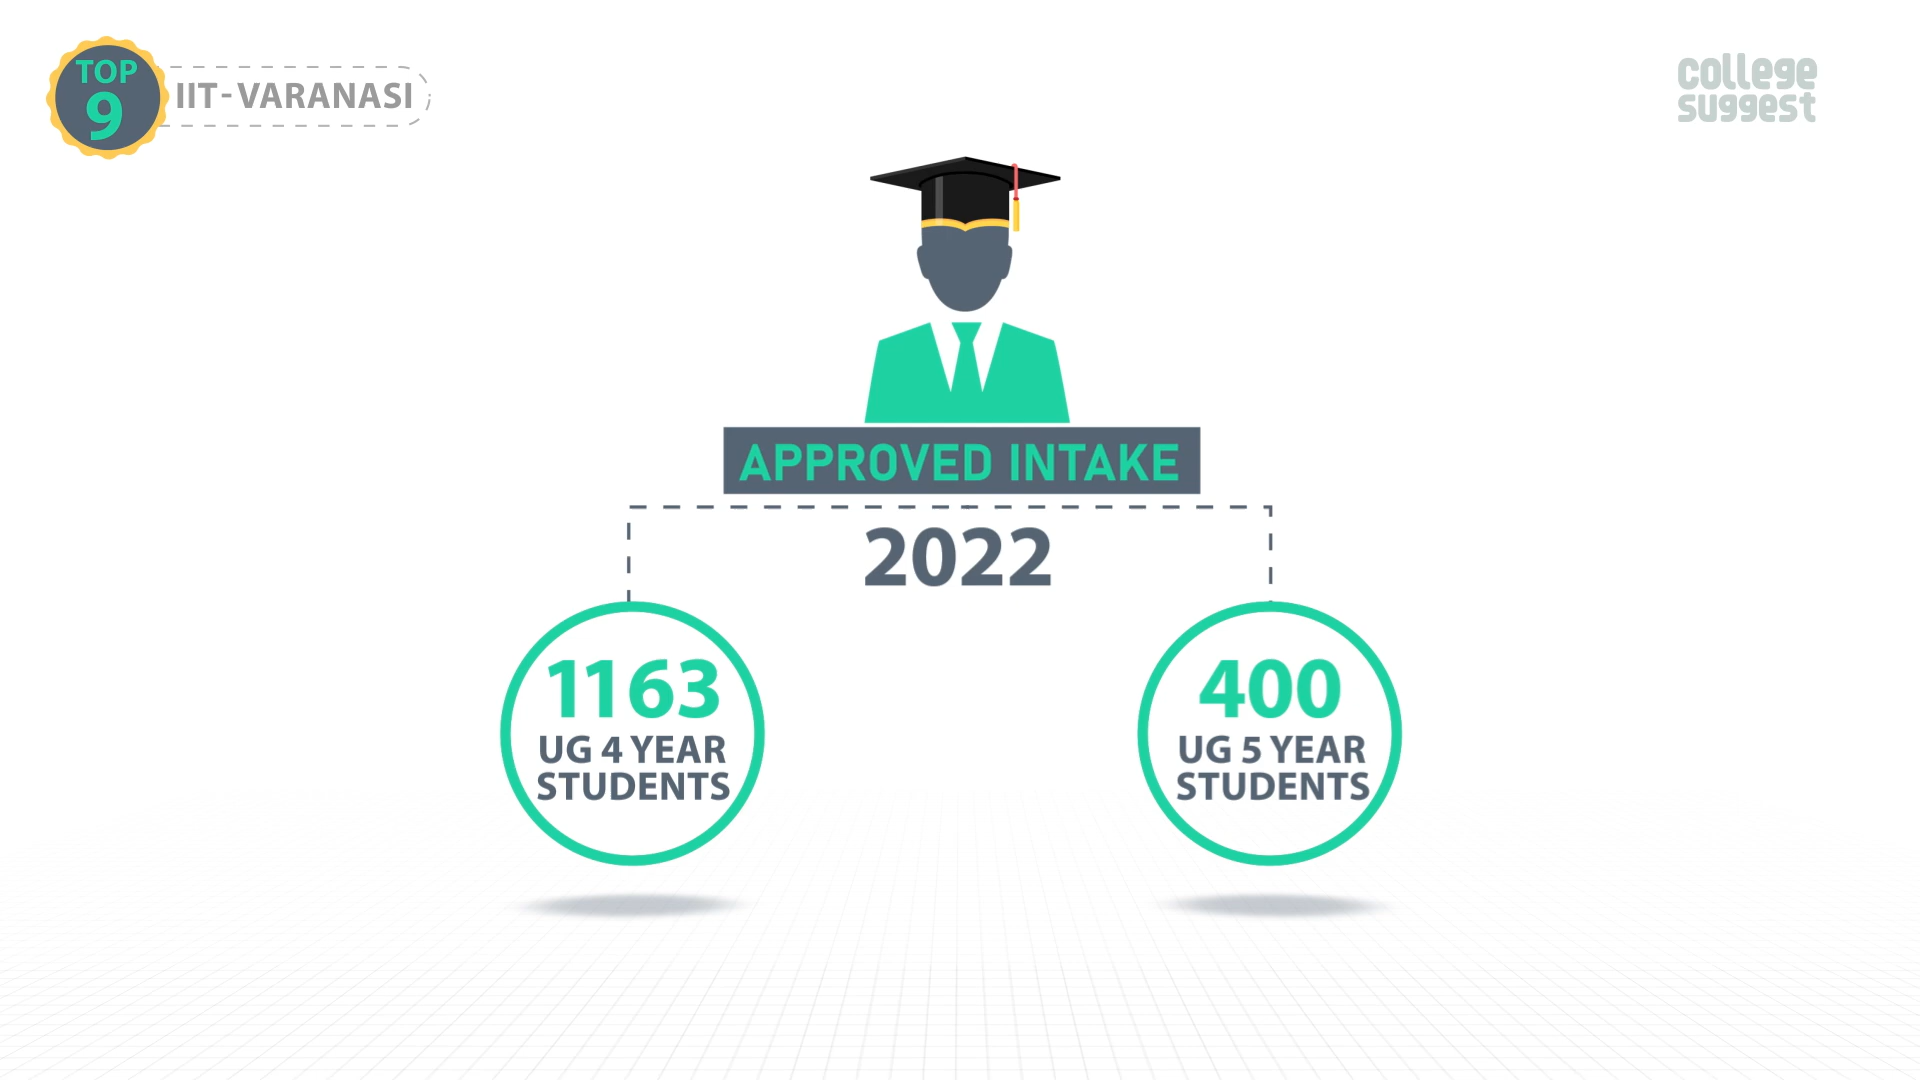 TOP
9
IIT-VARANASI
college
suggest
APPROVED INTAKE
2022
1163
UG 4 YEAR
STUDENTS
400
UG 5 YEAR
STUDENTS